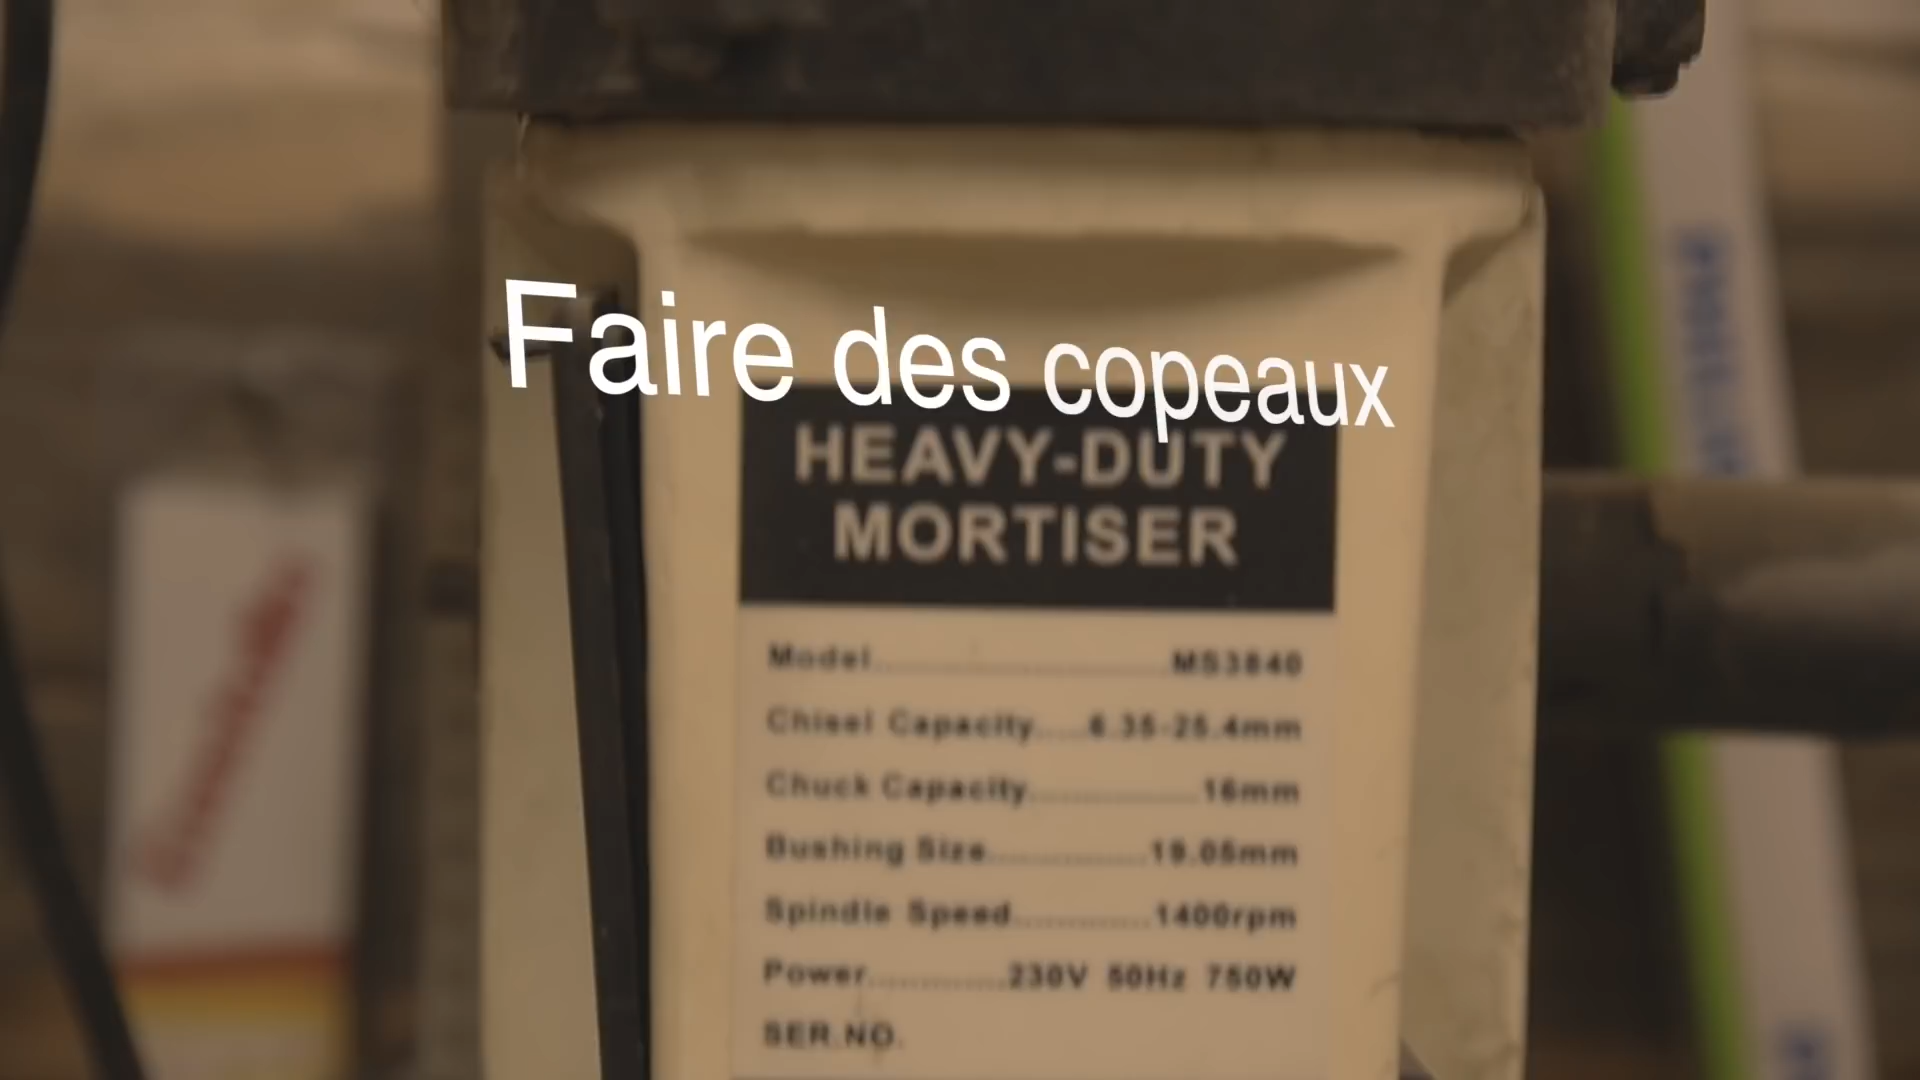 Faire des copeaux
HEAVY-DUTY
MORTISER
Model....................MS3840
Chisel Capacity.....6.35-25.4mm
Chuck Capacity................16mm
Bushing Size..............19.05mm
Spindle Speed............1400rpm
Power............230V 50Hz 750W
SER.NO.